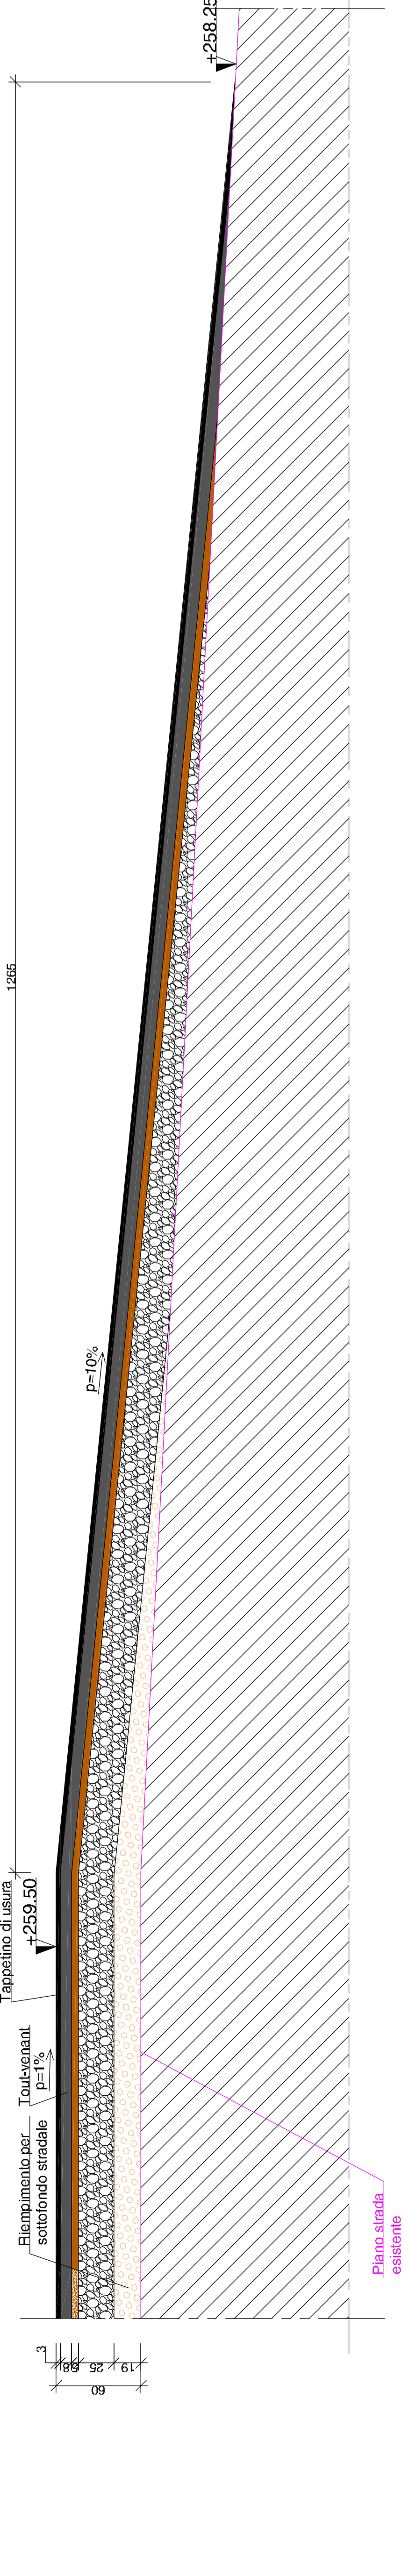 +258.25
1265
p=10%
+259.50
Tappetino di usura
p=1%
Tout-venant
Riempimento per
sottofondo stradale
Piano strada
esistente
3
8
5
25
19
60